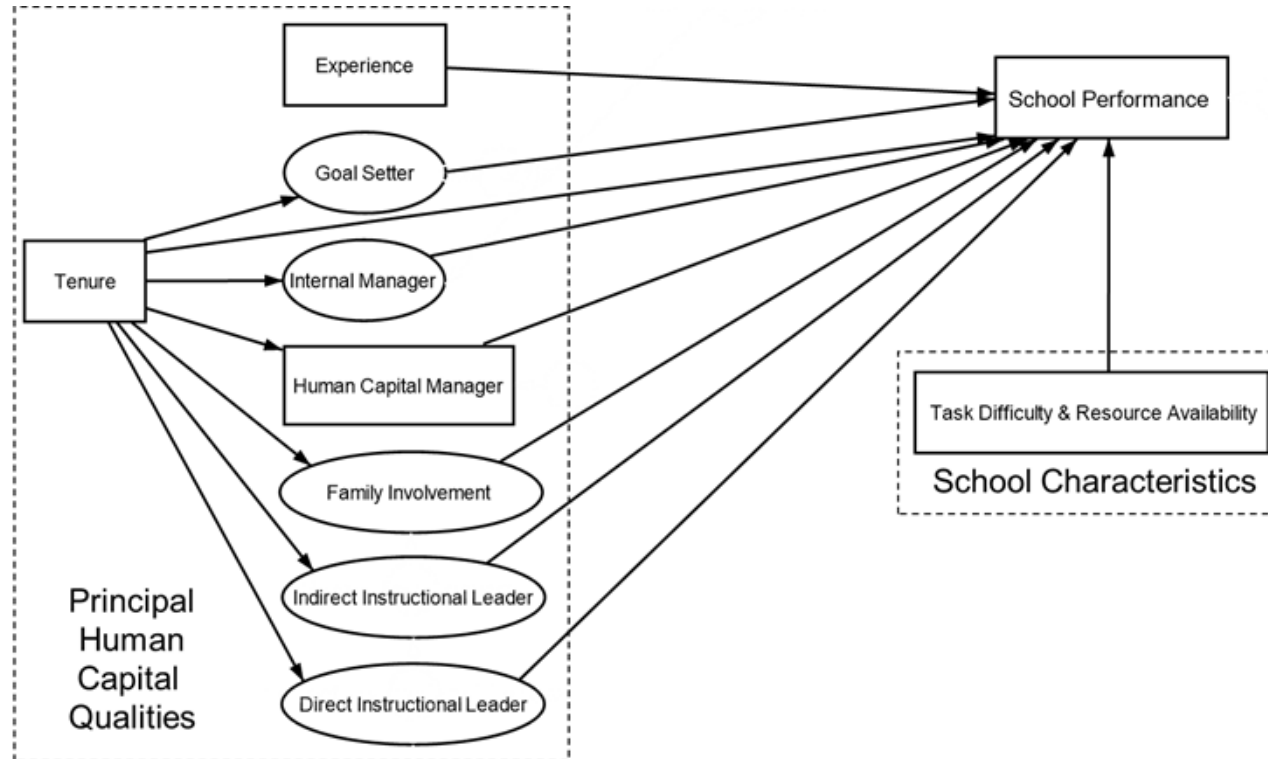 Experience
School Performance
Goal Setter
Tenure
Internal Manager
Human Capital Manager
Task Difficulty & Resource Availability
School Characteristics
Family Involvement
Indirect Instructional Leader
Direct Instructional Leader
Principal
Human
Capital
Qualities